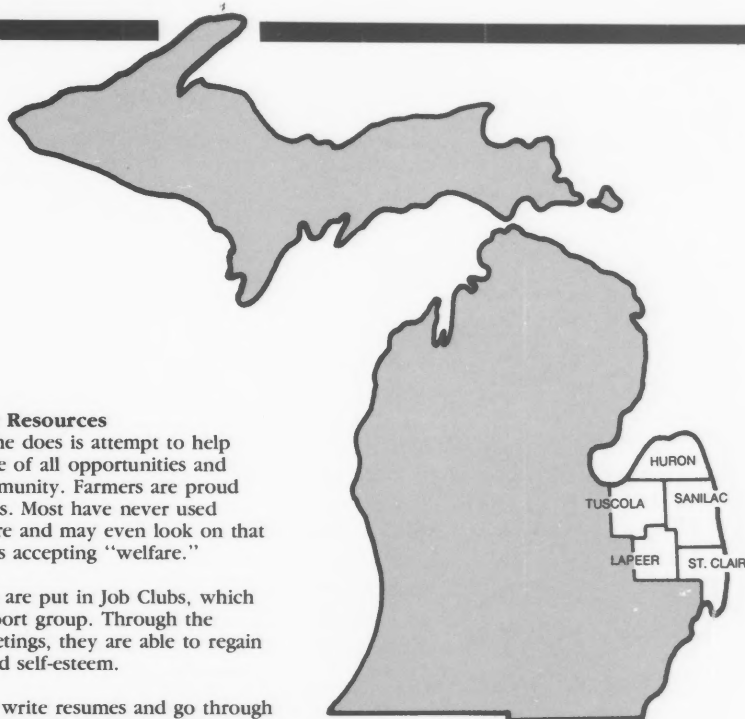 Resources
ne does is attempt to help
e of all opportunities and
munity. Farmers are proud
s. Most have never used
re and may even look on that
s accepting "welfare."
are put in Job Clubs, which
port group. Through the
etings, they are able to regain
d self-esteem.
write resumes and go through
HURON
TUSCOLA
SANILAC
LAPEER
ST. CLAIR